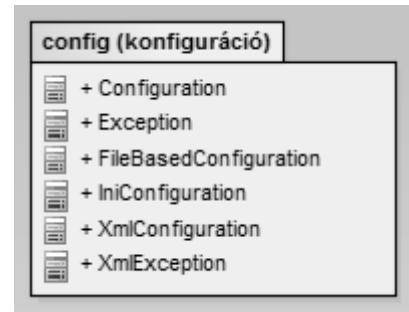 config (konfiguráció)
+ Configuration
+ Exception
+ FileBasedConfiguration
+ IniConfiguration
+ XmlConfiguration
+ XmlException